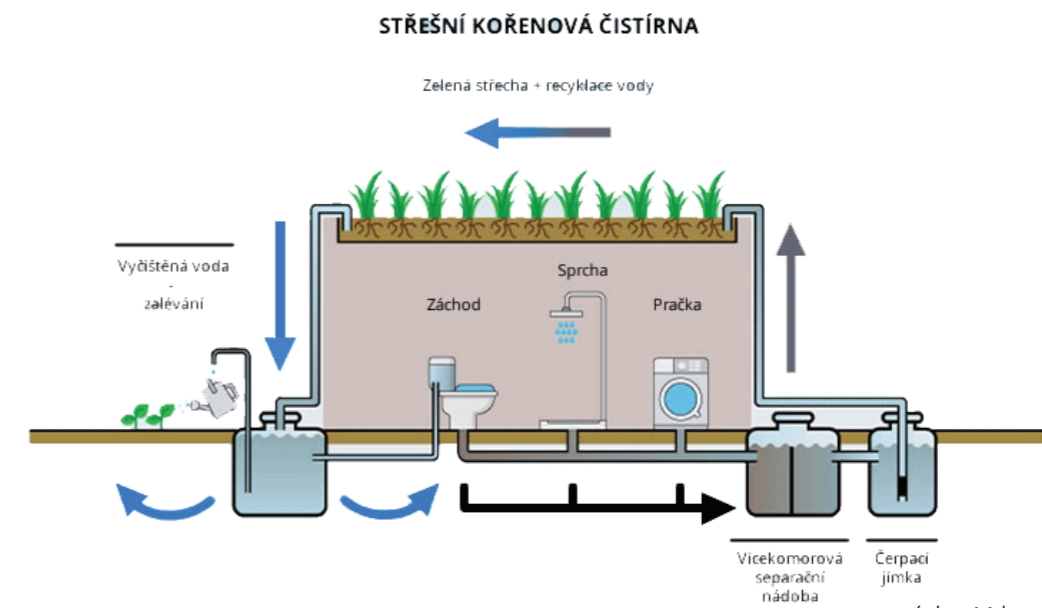 STŘEŠNÍ KOŘENOVÁ ČISTÍRNA
Zelená střecha + recyklace vody
Vyčištěná voda
-
zalévání
Sprcha
Záchod
Pračka
Vícekomorová
separační
nádoba
Čerpací
jímka